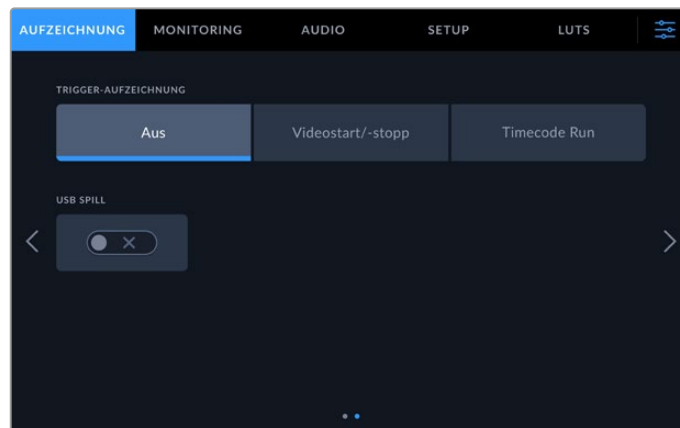 AUFZEICHNUNG MONITORING AUDIO SETUP LUTS
TRIGGER-AUFZEICHNUNG
Aus Videostart/-stopp Timecode Run
USB SPILL